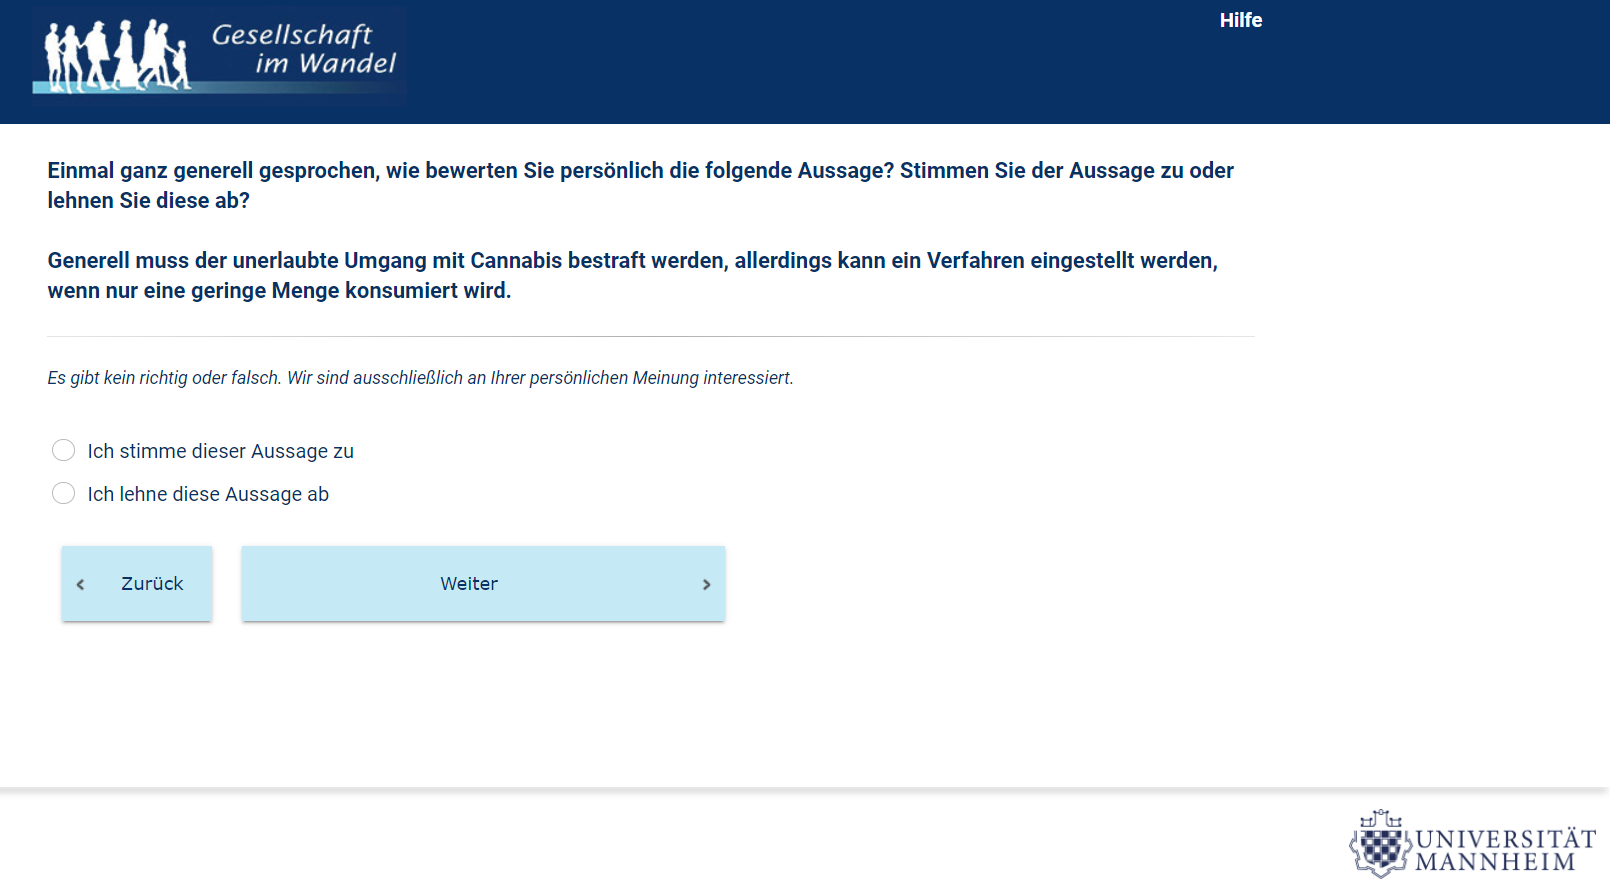 Gesellschaft
im Wandel
Hilfe
Einmal ganz generell gesprochen, wie bewerten Sie persönlich die folgende Aussage? Stimmen Sie der Aussage zu oder
lehnen Sie diese ab?
Generell muss der unerlaubte Umgang mit Cannabis bestraft werden, allerdings kann ein Verfahren eingestellt werden,
wenn nur eine geringe Menge konsumiert wird.
Es gibt kein richtig oder falsch. Wir sind ausschließlich an Ihrer persönlichen Meinung interessiert.
Ich stimme dieser Aussage zu
Ich lehne diese Aussage ab
Zurück
Weiter
UNIVERSITÄT
MANNHEIM